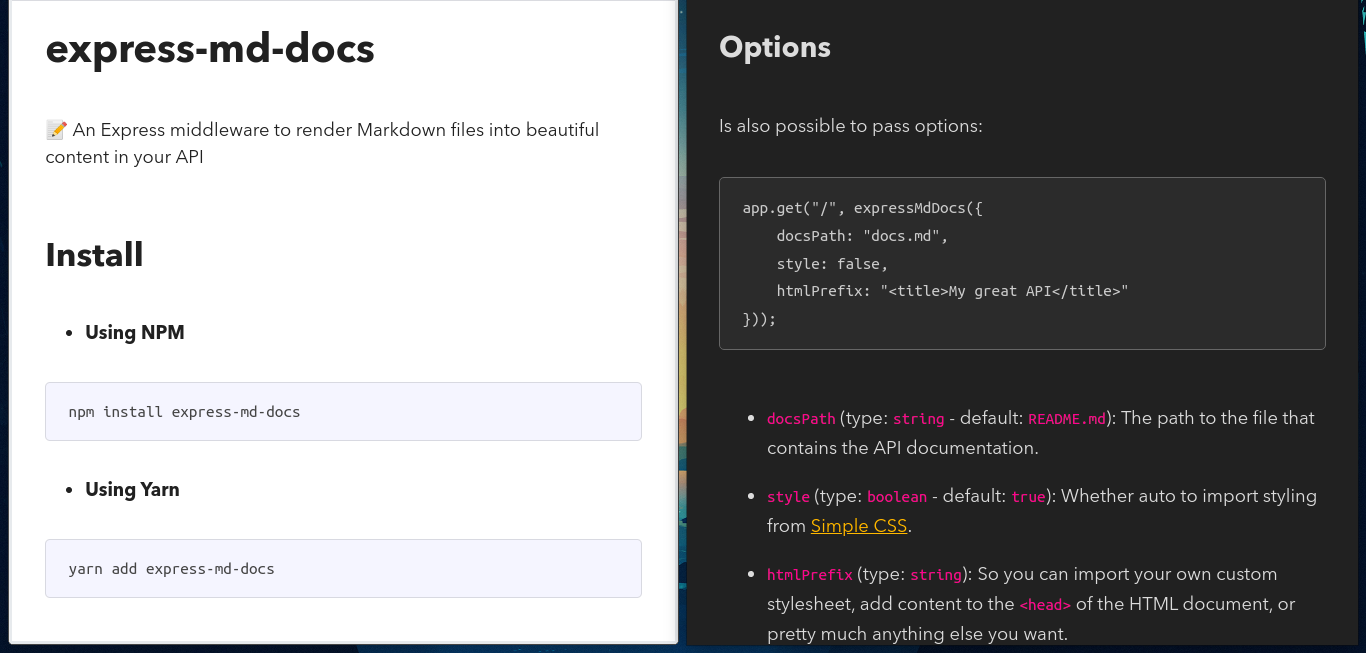 express-md-docs
📝 An Express middleware to render Markdown files into beautiful
content in your API
Install
• Using NPM
npm install express-md-docs
• Using Yarn
yarn add express-md-docs
Options
Is also possible to pass options:
app.get("/", expressMdDocs({
    docsPath: "docs.md",
    style: false,
    htmlPrefix: "<title>My great API</title>"
}));
• docsPath (type: string - default: README.md): The path to the file that
contains the API documentation.
• style (type: boolean - default: true): Whether auto to import styling
from Simple CSS.
• htmlPrefix (type: string): So you can import your own custom
stylesheet, add content to the <head> of the HTML document, or
pretty much anything else you want.